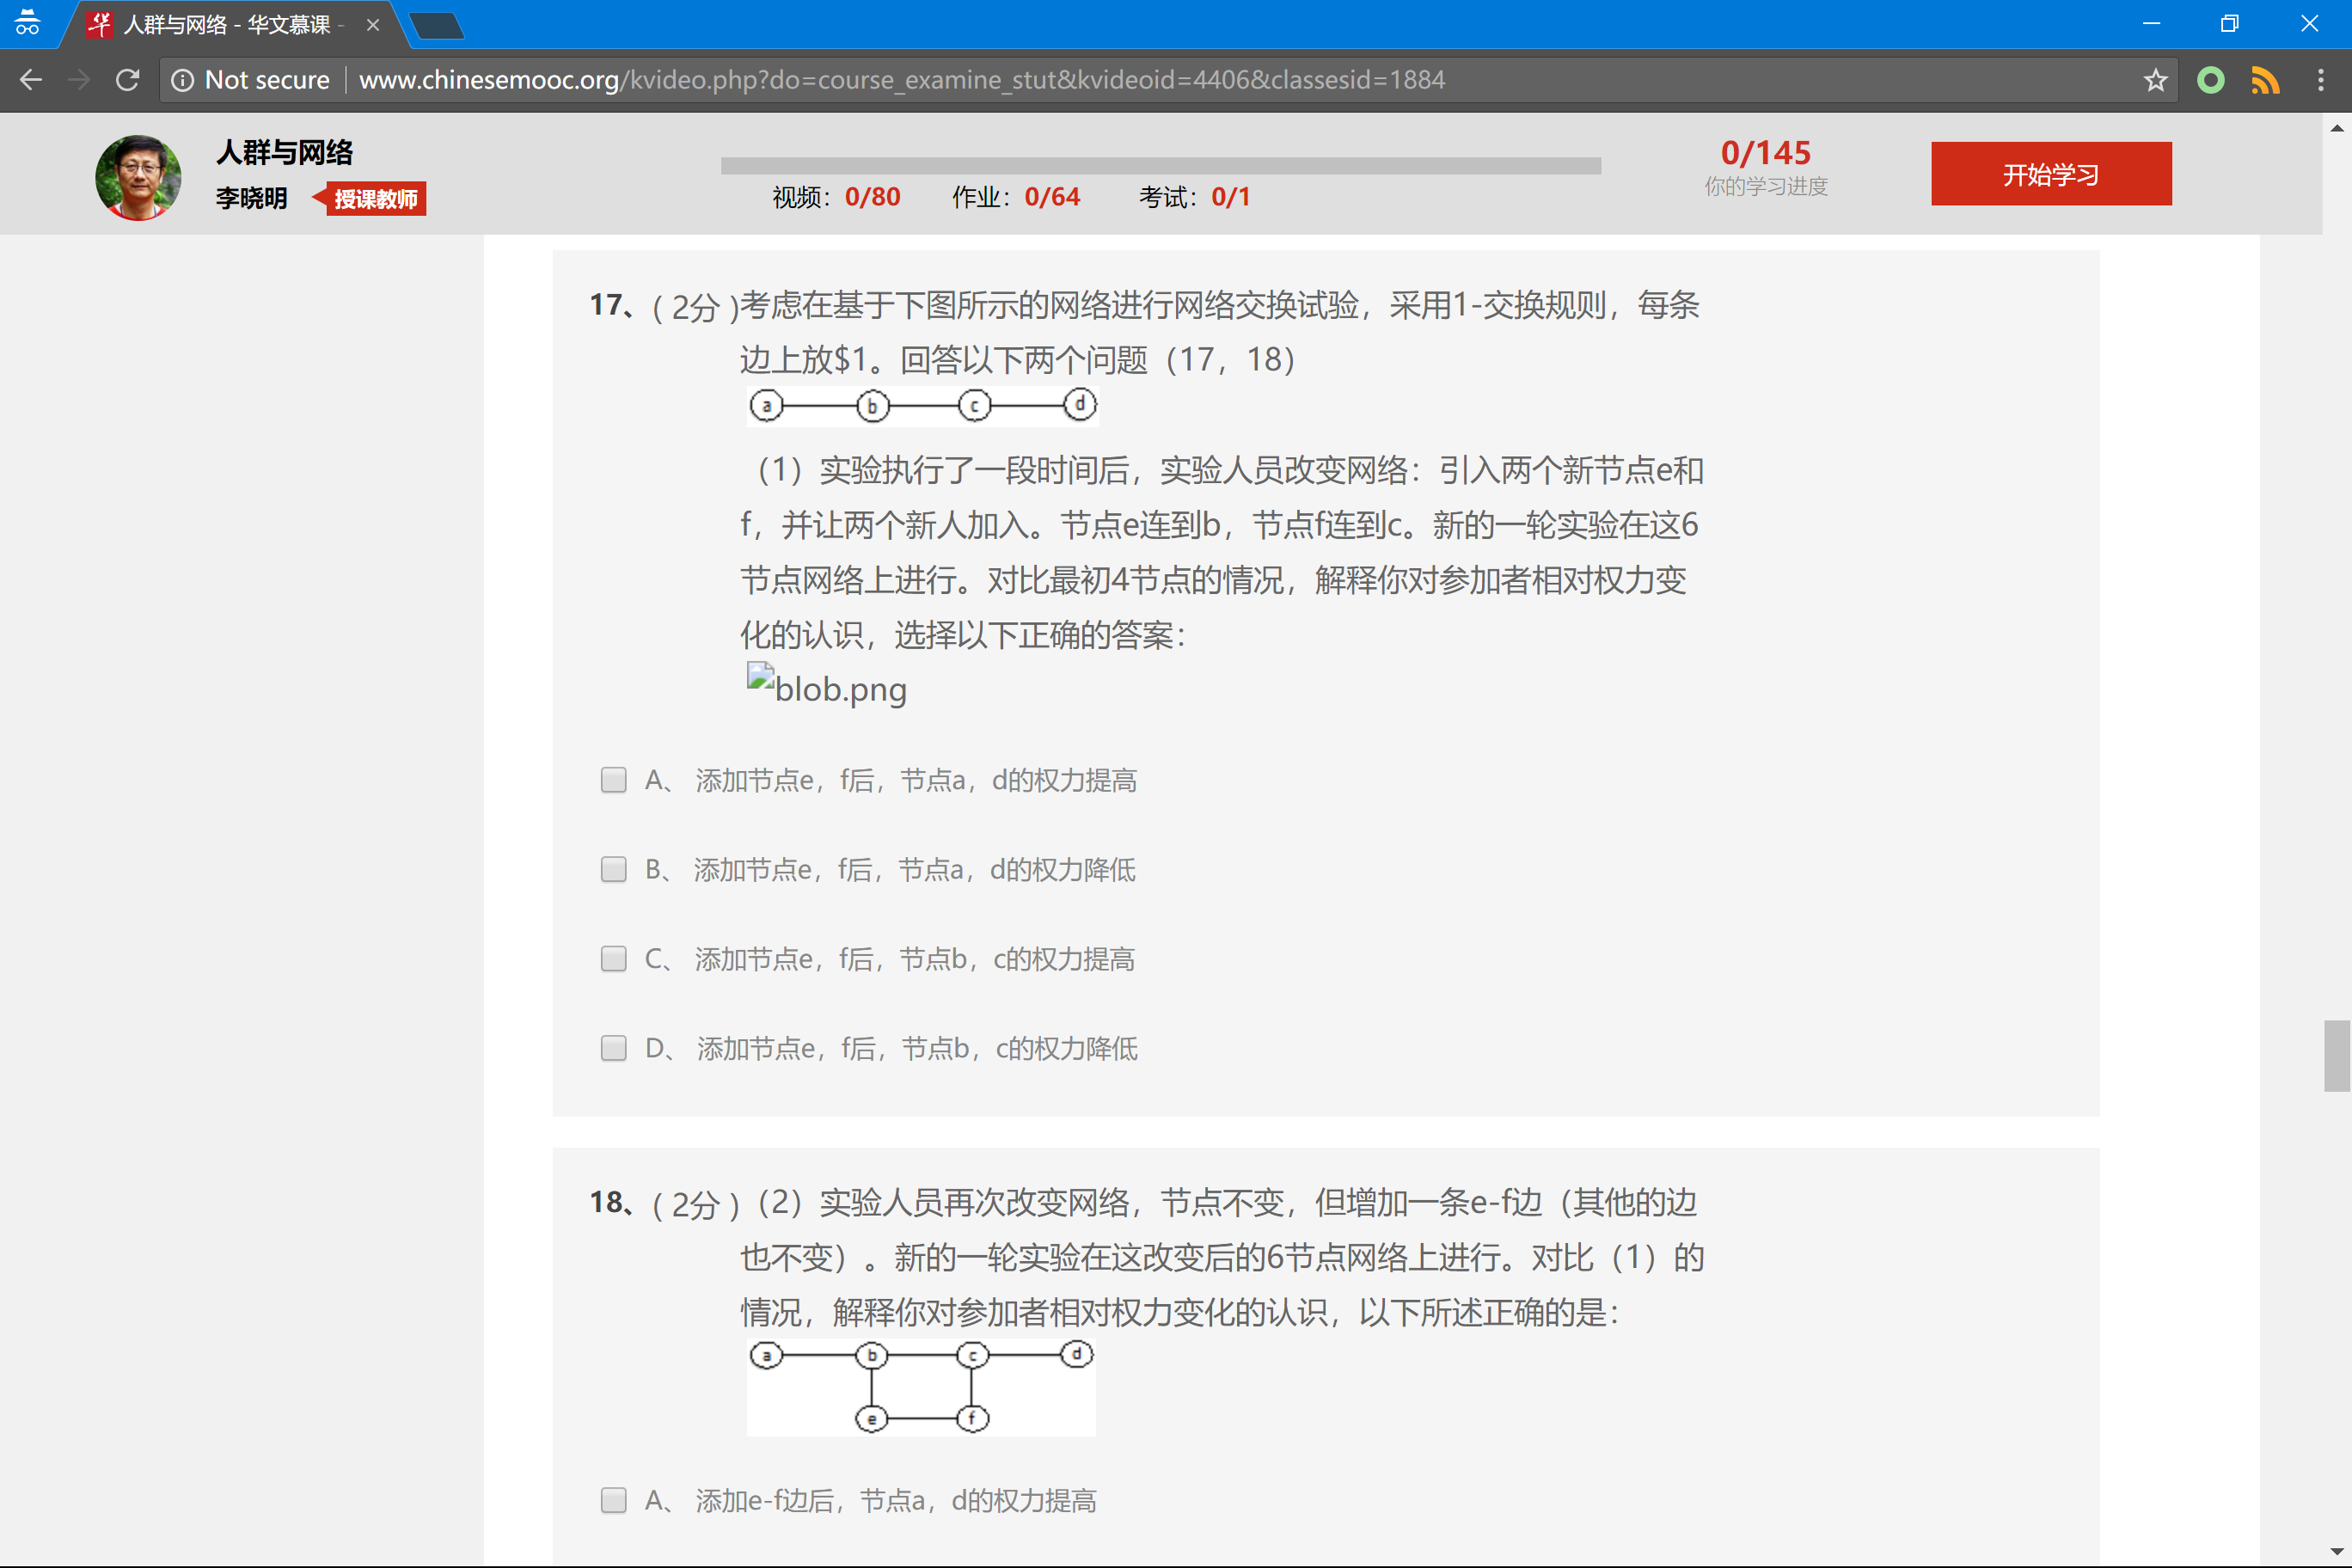 人群与网络 - 华文慕课 -
Not secure
www.chinesemooc.org/kvideo.php?do=course_examine_stut&kvideoid=4406&classesid=1884
人群与网络
李晓明 授课教师
视频：0/80 作业：0/64 考试：0/1
0/145
你的学习进度
开始学习
17、( 2分 )考虑在基于下图所示的网络进行网络交换试验，采用1-交换规则，每条
边上放$1。回答以下两个问题（17，18）
a b c d
（1）实验执行了一段时间后，实验人员改变网络：引入两个新节点e和
f，并让两个新人加入。节点e连到b，节点f连到c。新的一轮实验在这6
节点网络上进行。对比最初4节点的情况，解释你对参加者相对权力变
化的认识，选择以下正确的答案：
blob.png
A、 添加节点e，f后，节点a，d的权力提高
B、 添加节点e，f后，节点a，d的权力降低
C、 添加节点e，f后，节点b，c的权力提高
D、 添加节点e，f后，节点b，c的权力降低
18、( 2分 )（2）实验人员再次改变网络，节点不变，但增加一条e-f边（其他的边
也不变）。新的一轮实验在这改变后的6节点网络上进行。对比（1）的
情况，解释你对参加者相对权力变化的认识，以下所述正确的是：
a b c d
e f
A、 添加e-f边后，节点a，d的权力提高